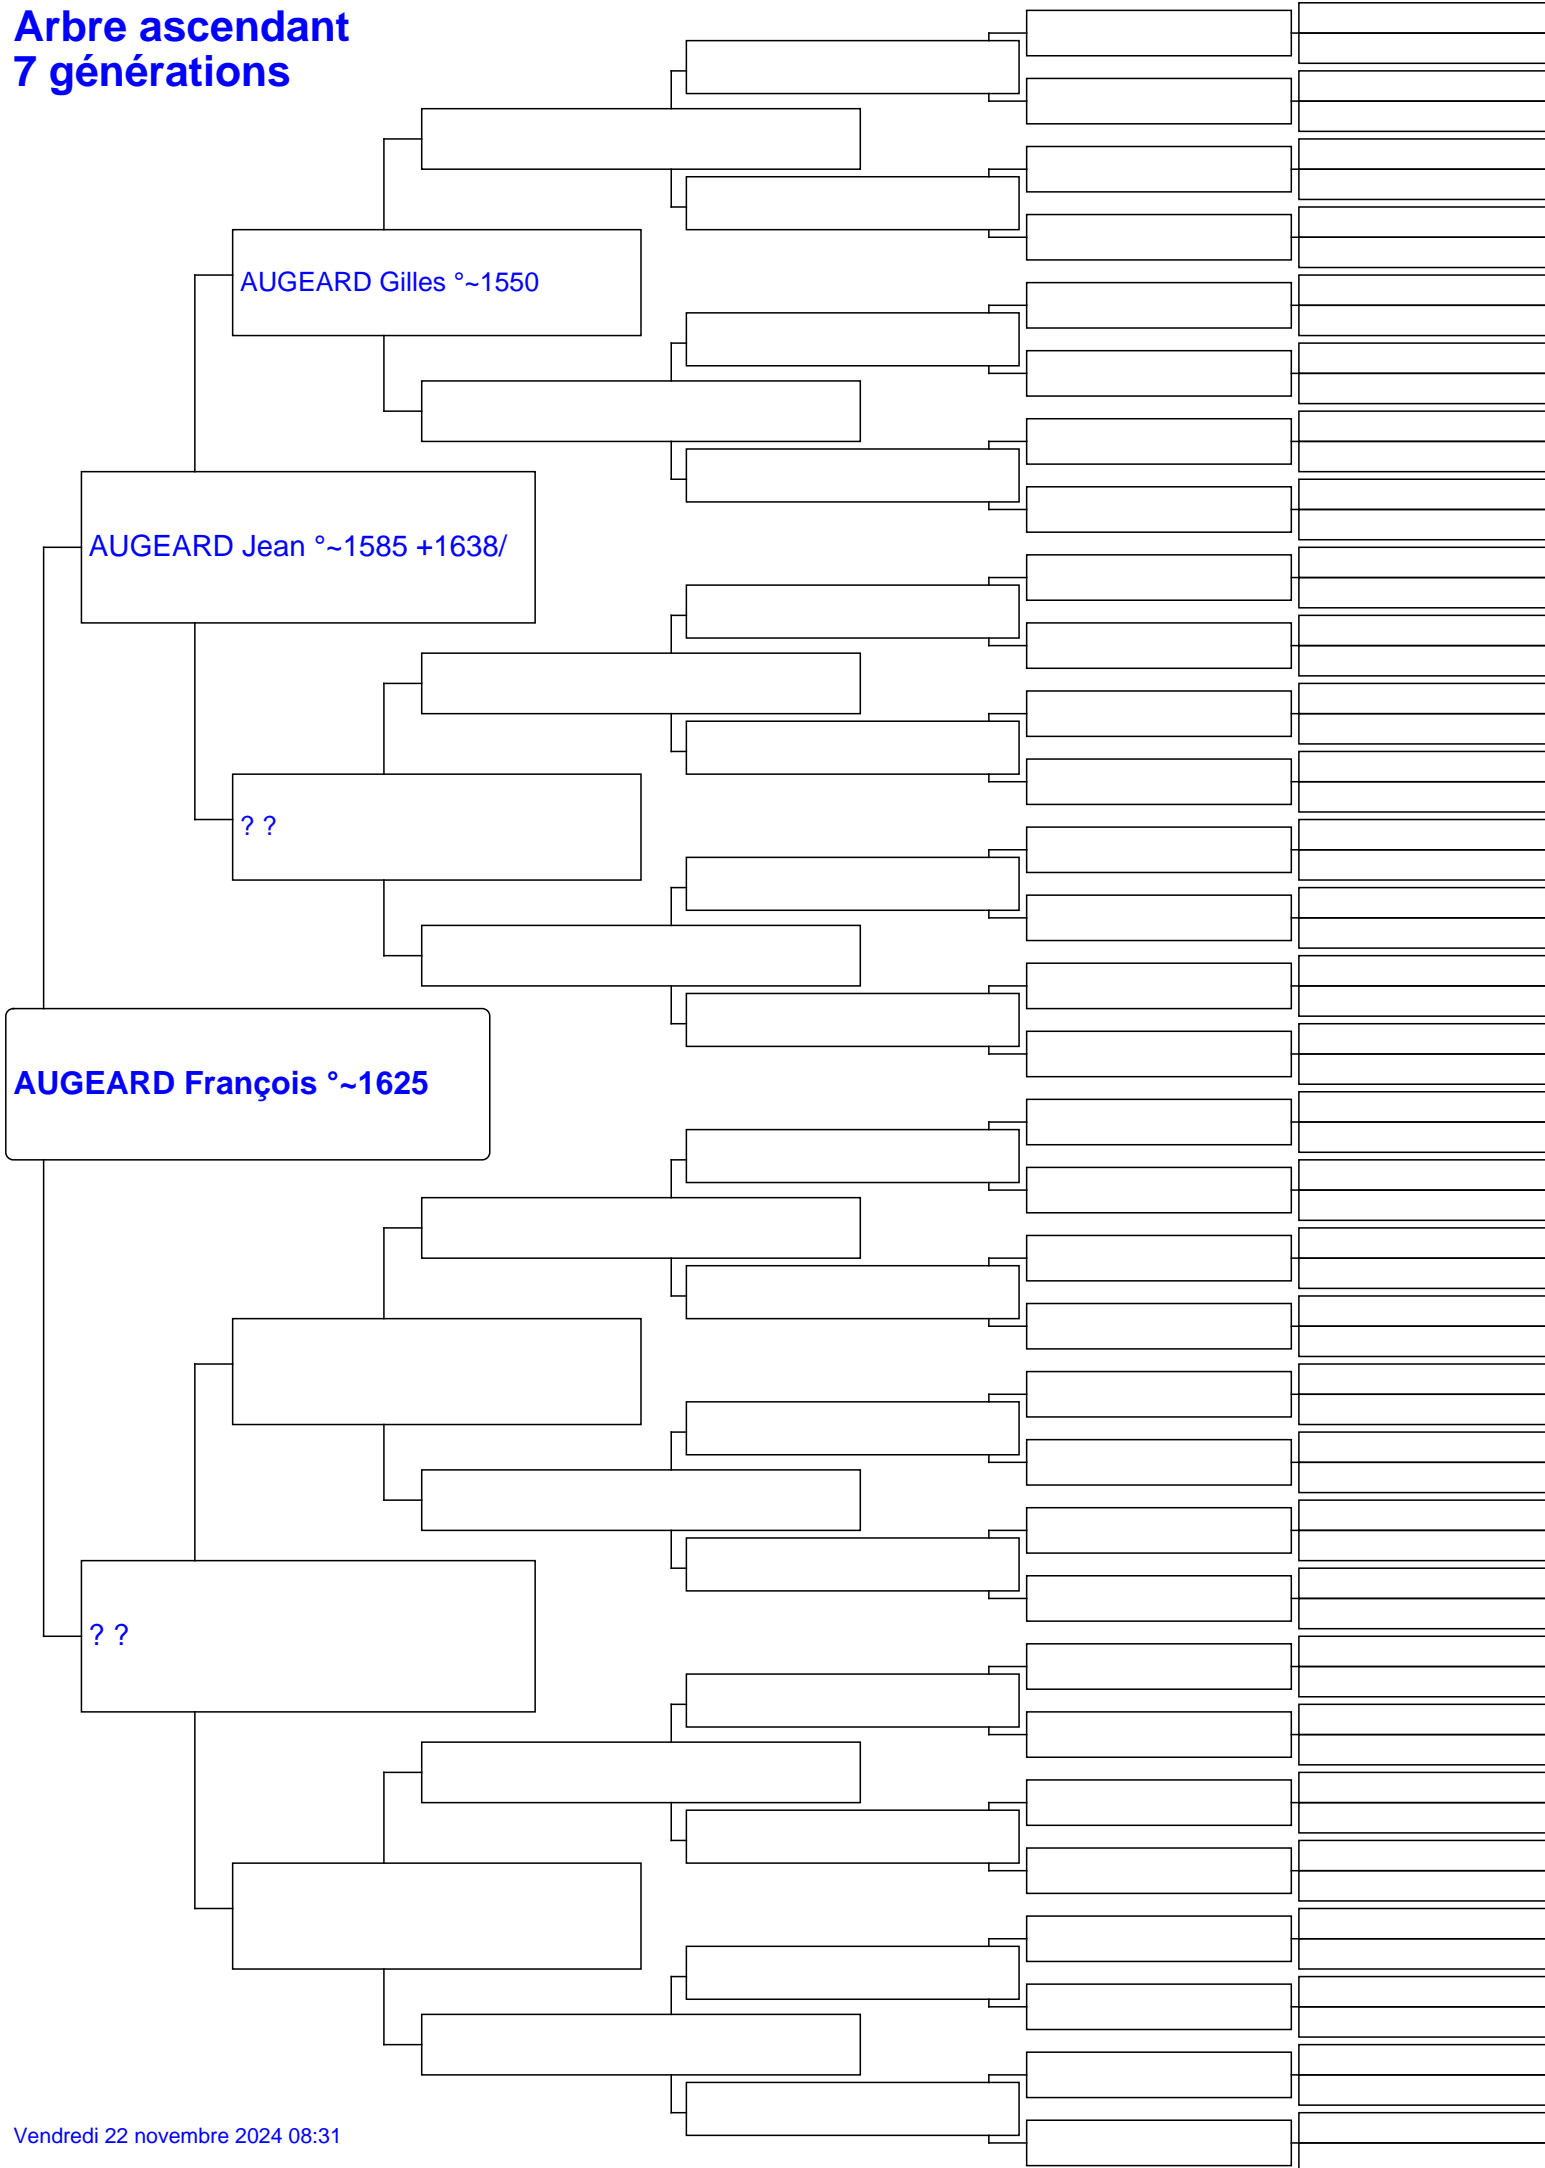 Arbre ascendant
7 générations
AUGEARD Gilles °~1550
AUGEARD Jean °~1585 +1638/
? ?
AUGEARD François °~1625
? ?
Vendredi 22 novembre 2024 08:31